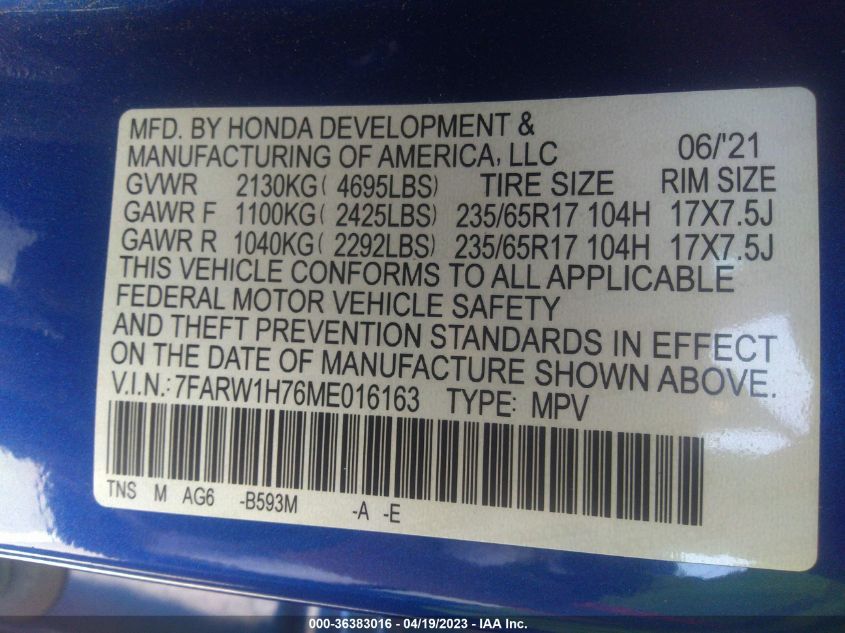 MFD. BY HONDA DEVELOPMENT &
MANUFACTURING OF AMERICA, LLC 06/'21
GVWR 2130KG( 4695LBS) TIRE SIZE RIM SIZE
GAWR F 1100KG( 2425LBS) 235/65R17 104H 17X7.5J
GAWR R 1040KG( 2292LBS) 235/65R17 104H 17X7.5J
THIS VEHICLE CONFORMS TO ALL APPLICABLE
FEDERAL MOTOR VEHICLE SAFETY
AND THEFT PREVENTION STANDARDS IN EFFECT
ON THE DATE OF MANUFACTURE SHOWN ABOVE.
V.I.N.: 7FARW1H76ME016163 TYPE: MPV
TNS M AG6 -B593M -A -E
000-36383016 - 04/19/2023 - IAA Inc.